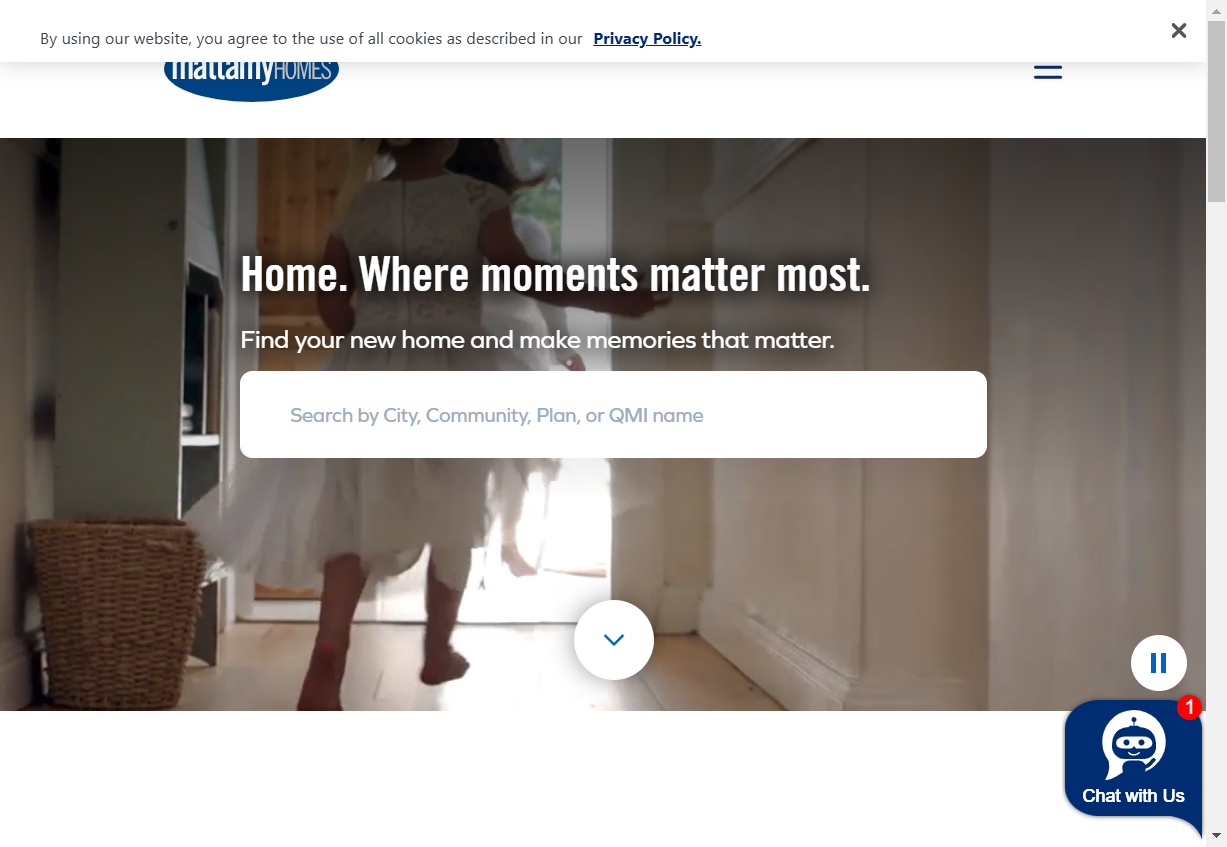 By using our website, you agree to the use of all cookies as described in our Privacy Policy.
mattamyHOMES
Home. Where moments matter most.
Find your new home and make memories that matter.
Search by City, Community, Plan, or QMI name
1
Chat with Us